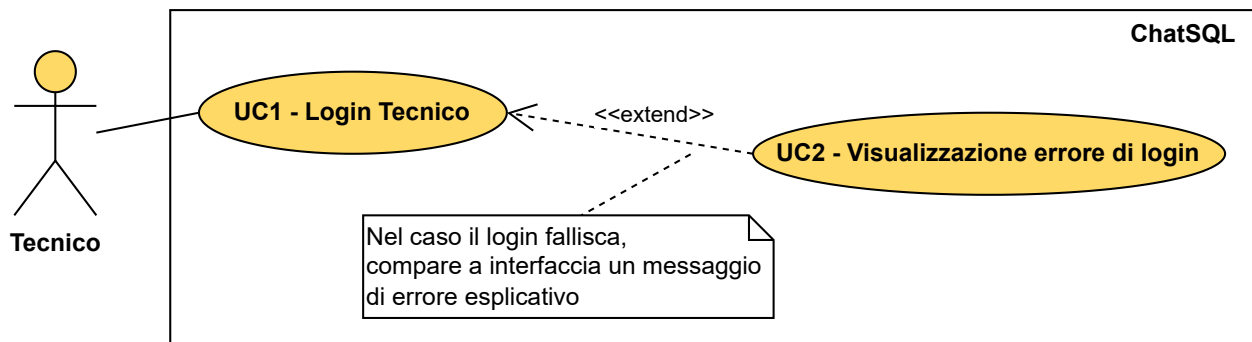 ChatSQL
UC1 - Login Tecnico
<<extend>>
UC2 - Visualizzazione errore di login
Tecnico
Nel caso il login fallisca,
compare a interfaccia un messaggio
di errore esplicativo